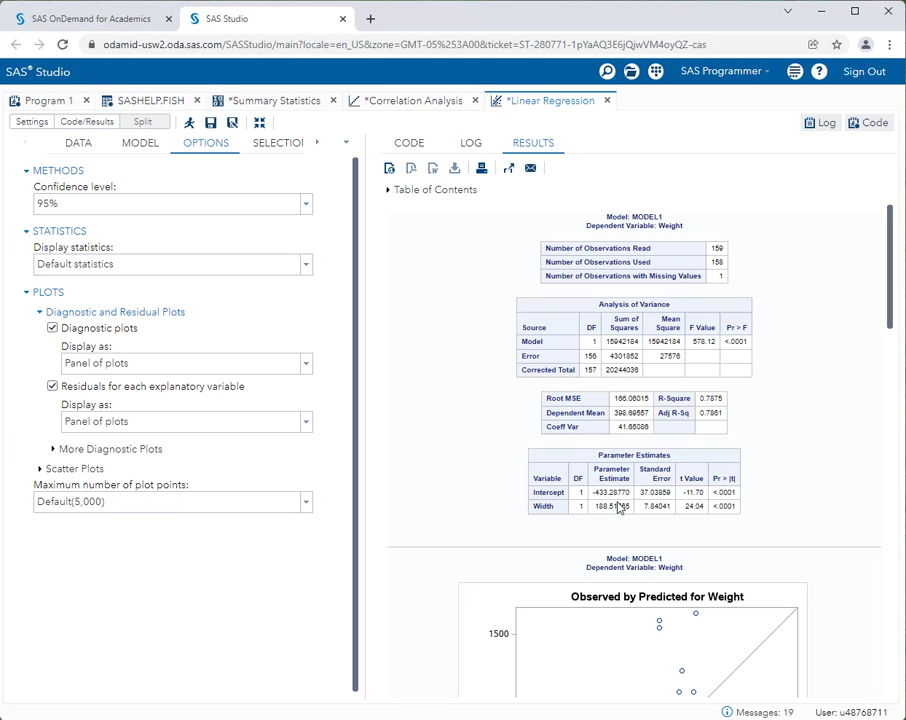 SAS OnDemand for Academics
SAS Studio
odamid-usw2.oda.sas.com/SASStudio/main?locale=en_US&zone=GMT-05%253A00&ticket=ST-280771-1pYaAQ3E6jQjwVM4oyQZ-cas
SAS® Studio
SAS Programmer
Sign Out
Program 1
SASHELP.FISH
*Summary Statistics
*Correlation Analysis
*Linear Regression
Settings
Code/Results
Split
Log
Code
DATA
MODEL
OPTIONS
SELECTION
CODE
LOG
RESULTS
METHODS
Confidence level:
95%
STATISTICS
Display statistics:
Default statistics
PLOTS
Diagnostic and Residual Plots
Diagnostic plots
Display as:
Panel of plots
Residuals for each explanatory variable
Display as:
Panel of plots
More Diagnostic Plots
Scatter Plots
Maximum number of plot points:
Default(5,000)
Table of Contents
Model: MODEL1
Dependent Variable: Weight
Number of Observations Read 159
Number of Observations Used 158
Number of Observations with Missing Values 1
Analysis of Variance
Source DF Sum of Squares Mean Square F Value Pr > F
Model 1 15942184 15942184 578.12 <.0001
Error 156 4301852 27576
Corrected Total 157 20244036
Root MSE 166.06015 R-Square 0.7875
Dependent Mean 398.69557 Adj R-Sq 0.7861
Coeff Var 41.65086
Parameter Estimates
Variable DF Parameter Estimate Standard Error t Value Pr > |t|
Intercept 1 -433.28770 37.03859 -11.70 <.0001
Width 1 7.84041 24.04 <.0001
Model: MODEL1
Dependent Variable: Weight
Observed by Predicted for Weight
1500
Messages: 19
User: u48768711